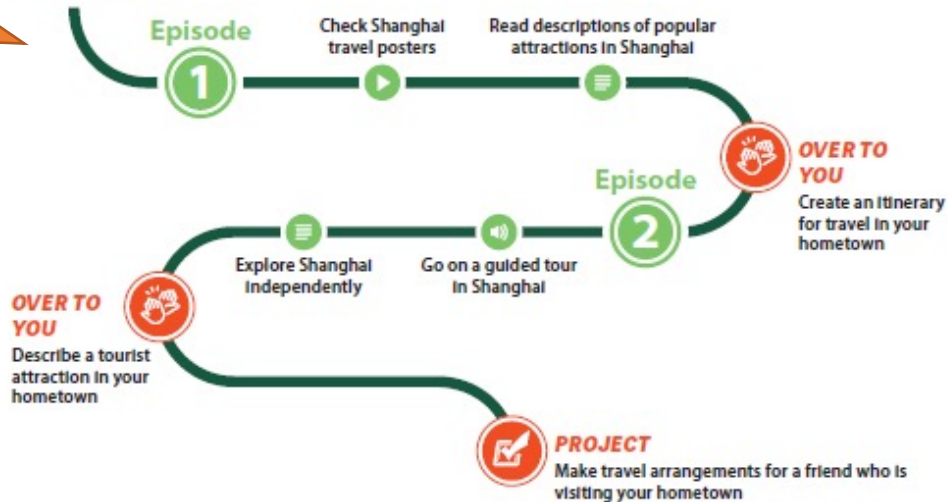 Episode
1
Check Shanghai
travel posters
Read descriptions of popular
attractions in Shanghai
OVER TO
YOU
Create an itinerary
for travel in your
hometown
Episode
2
Go on a guided tour
in Shanghai
Explore Shanghai
independently
OVER TO
YOU
Describe a tourist
attraction in your
hometown
PROJECT
Make travel arrangements for a friend who is
visiting your hometown